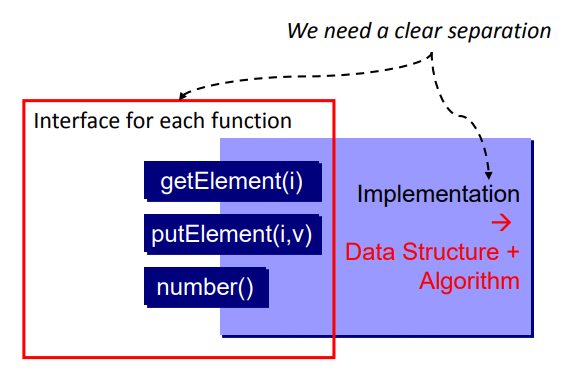 We need a clear separation
Interface for each function
getElement(i)
putElement(i,v)
number()
Implementation
→
Data Structure +
Algorithm